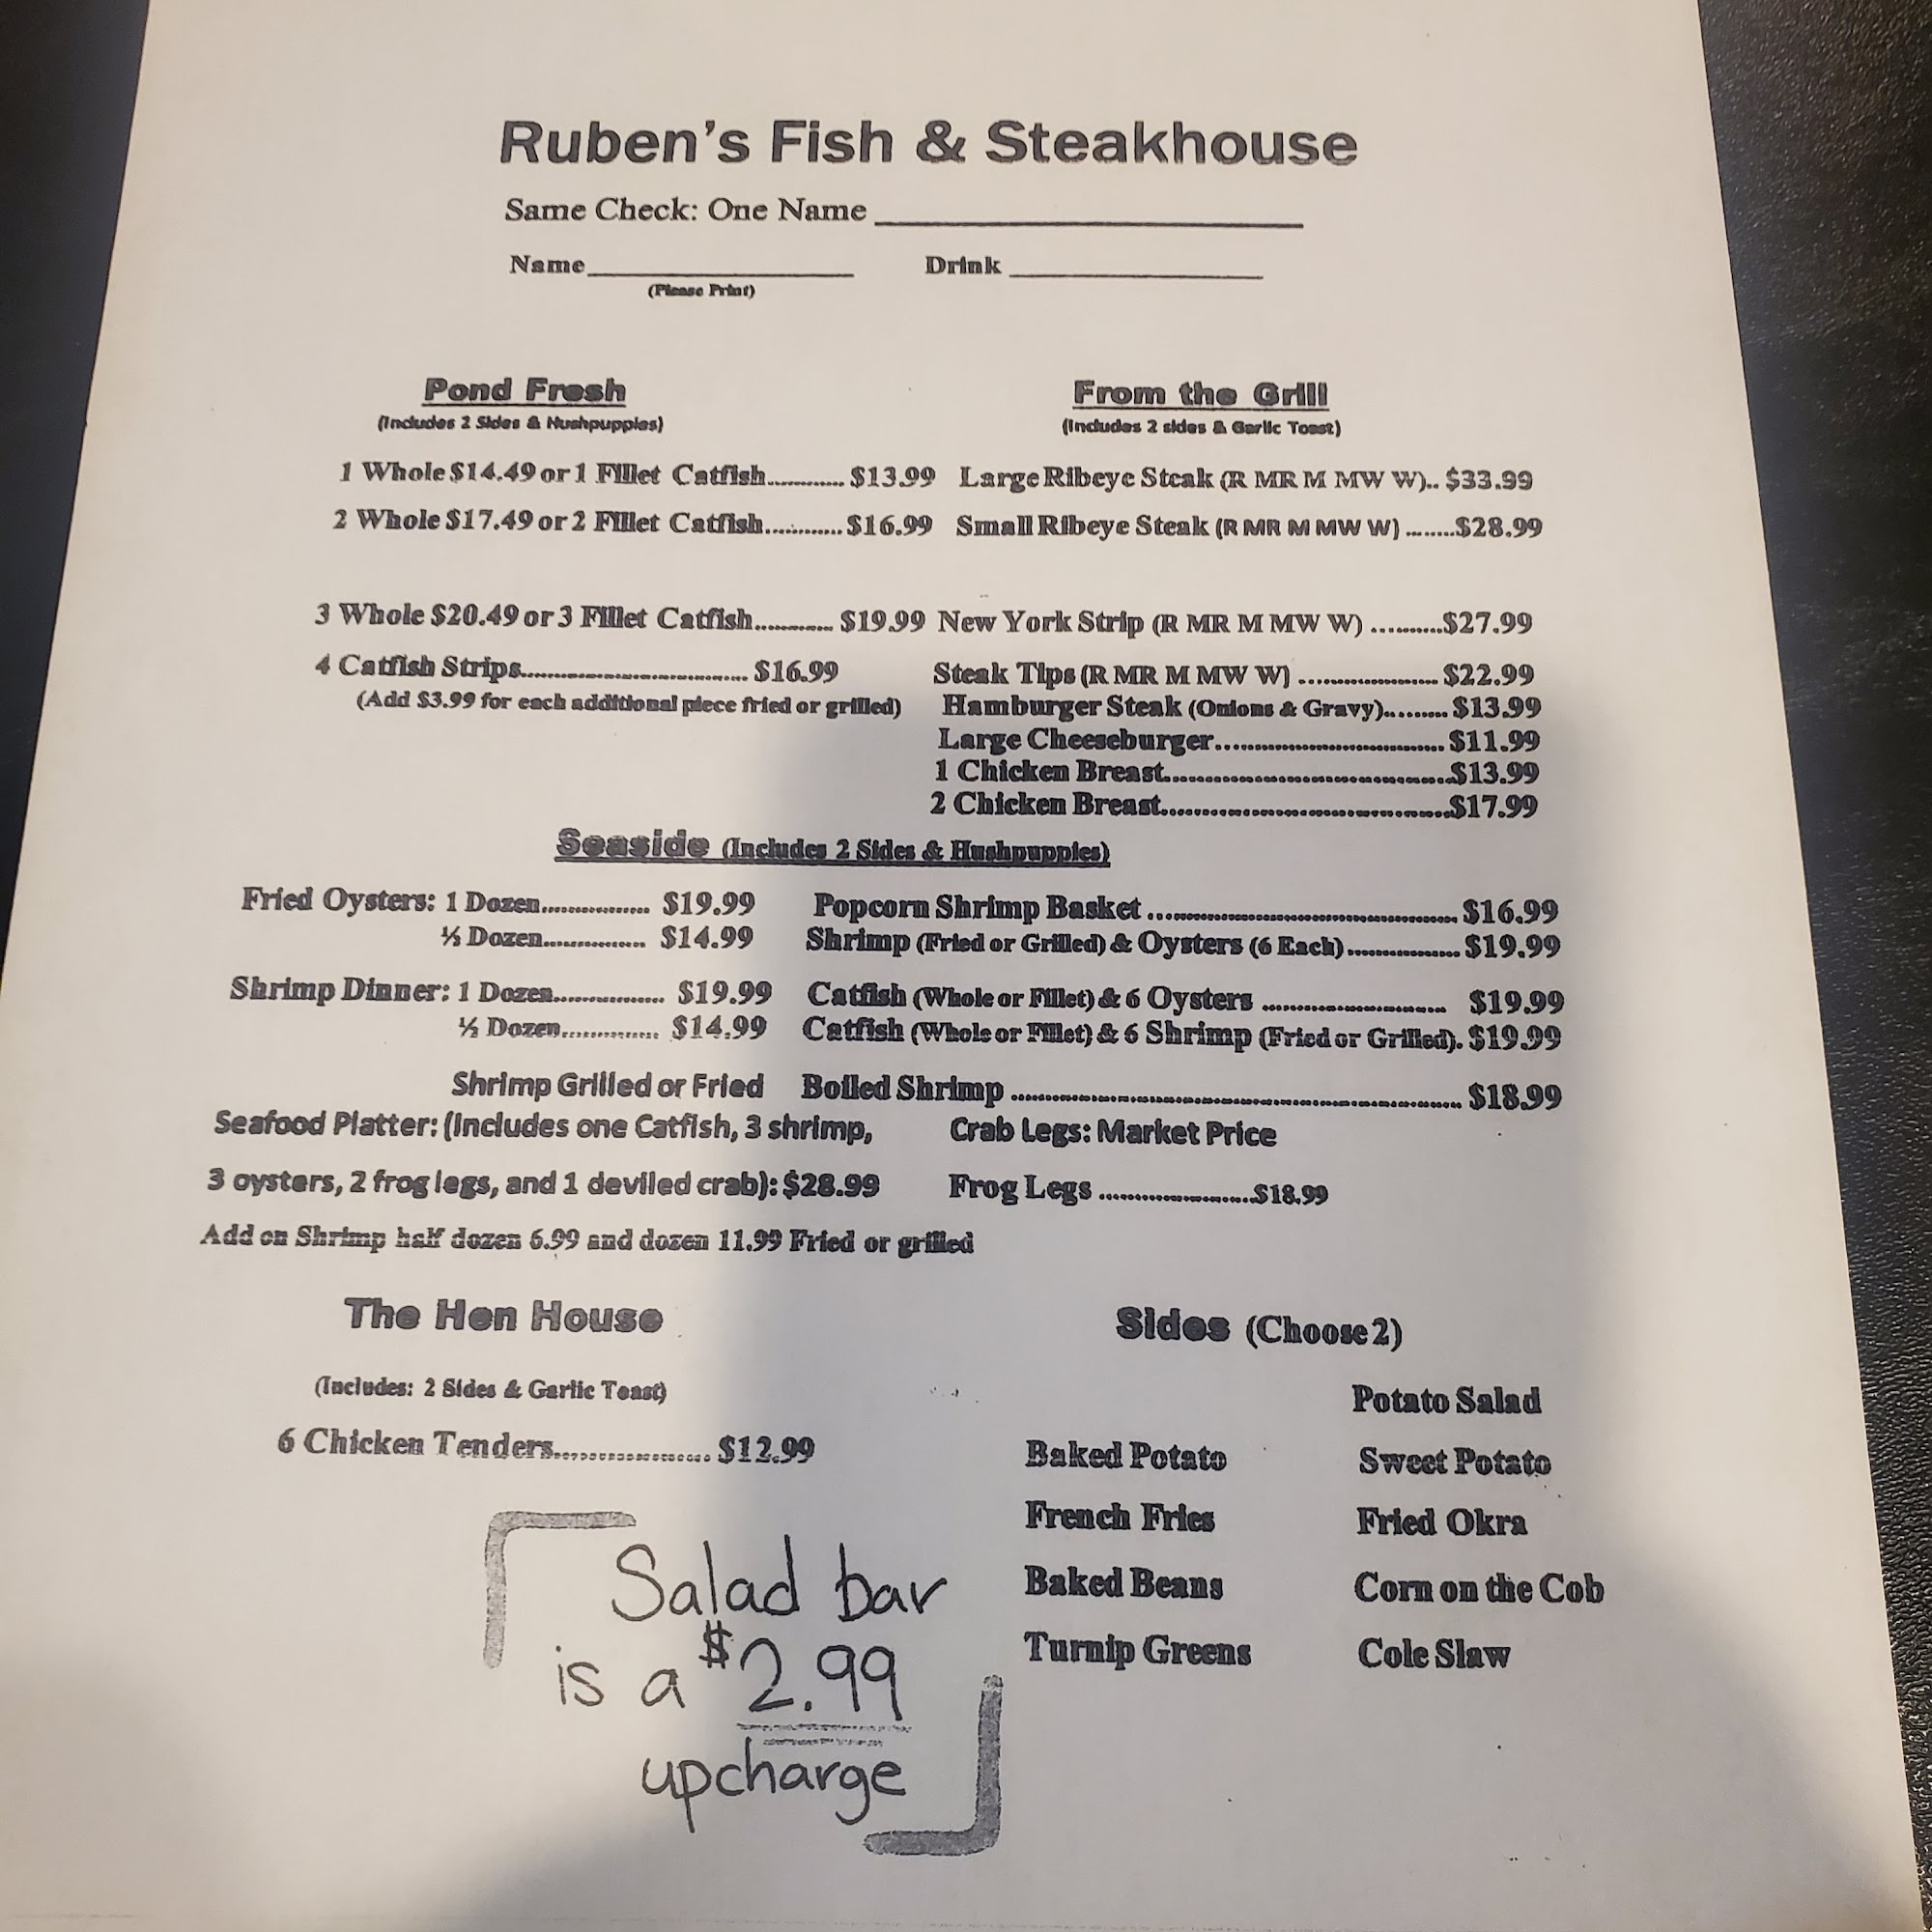 Ruben's Fish & Steakhouse
Same Check: One Name ____________________
Name____________ Drink ____________
(Please Print)
Pond Fresh
(Includes 2 Sides & Hushpuppies)
1 Whole $14.49 or 1 Fillet Catfish............ $13.99
2 Whole $17.49 or 2 Fillet Catfish............ $16.99
3 Whole $20.49 or 3 Fillet Catfish............ $19.99
4 Catfish Strips.................................. $16.99
(Add $3.99 for each additional piece fried or grilled)
From the Grill
(Includes 2 sides & Garlic Toast)
Large Ribeye Steak (R MR M MW W).. $33.99
Small Ribeye Steak (R MR M MW W) ........$28.99
New York Strip (R MR M MW W) ..........$27.99
Steak Tips (R MR M MW W) ..................... $22.99
Hamburger Steak (Onions & Gravy)......... $13.99
Large Cheeseburger.................................. $11.99
1 Chicken Breast..........................................$13.99
2 Chicken Breast..........................................$17.99
Seaside (Includes 2 Sides & Hushpuppies)
Fried Oysters: 1 Dozen................ $19.99
½ Dozen............... $14.99
Shrimp Dinner: 1 Dozen................ $19.99
½ Dozen.............. $14.99
Shrimp Grilled or Fried
Seafood Platter: (Includes one Catfish, 3 shrimp,
3 oysters, 2 frog legs, and 1 deviled crab): $28.99
Add on Shrimp half dozen 6.99 and dozen 11.99 Fried or grilled
Popcorn Shrimp Basket .............................................. $16.99
Shrimp (Fried or Grilled) & Oysters (6 Each)................. $19.99
Catfish (Whole or Fillet) & 6 Oysters ........................... $19.99
Catfish (Whole or Fillet) & 6 Shrimp (Fried or Grilled). $19.99
Boiled Shrimp .................................................................. $18.99
Crab Legs: Market Price
Frog Legs .......................$18.99
The Hen House
(Includes: 2 Sides & Garlic Toast)
6 Chicken Tenders.................... $12.99
Salad bar
is a $2.99
upcharge
Sides (Choose 2)
Potato Salad
Baked Potato Sweet Potato
French Fries Fried Okra
Baked Beans Corn on the Cob
Turnip Greens Cole Slaw